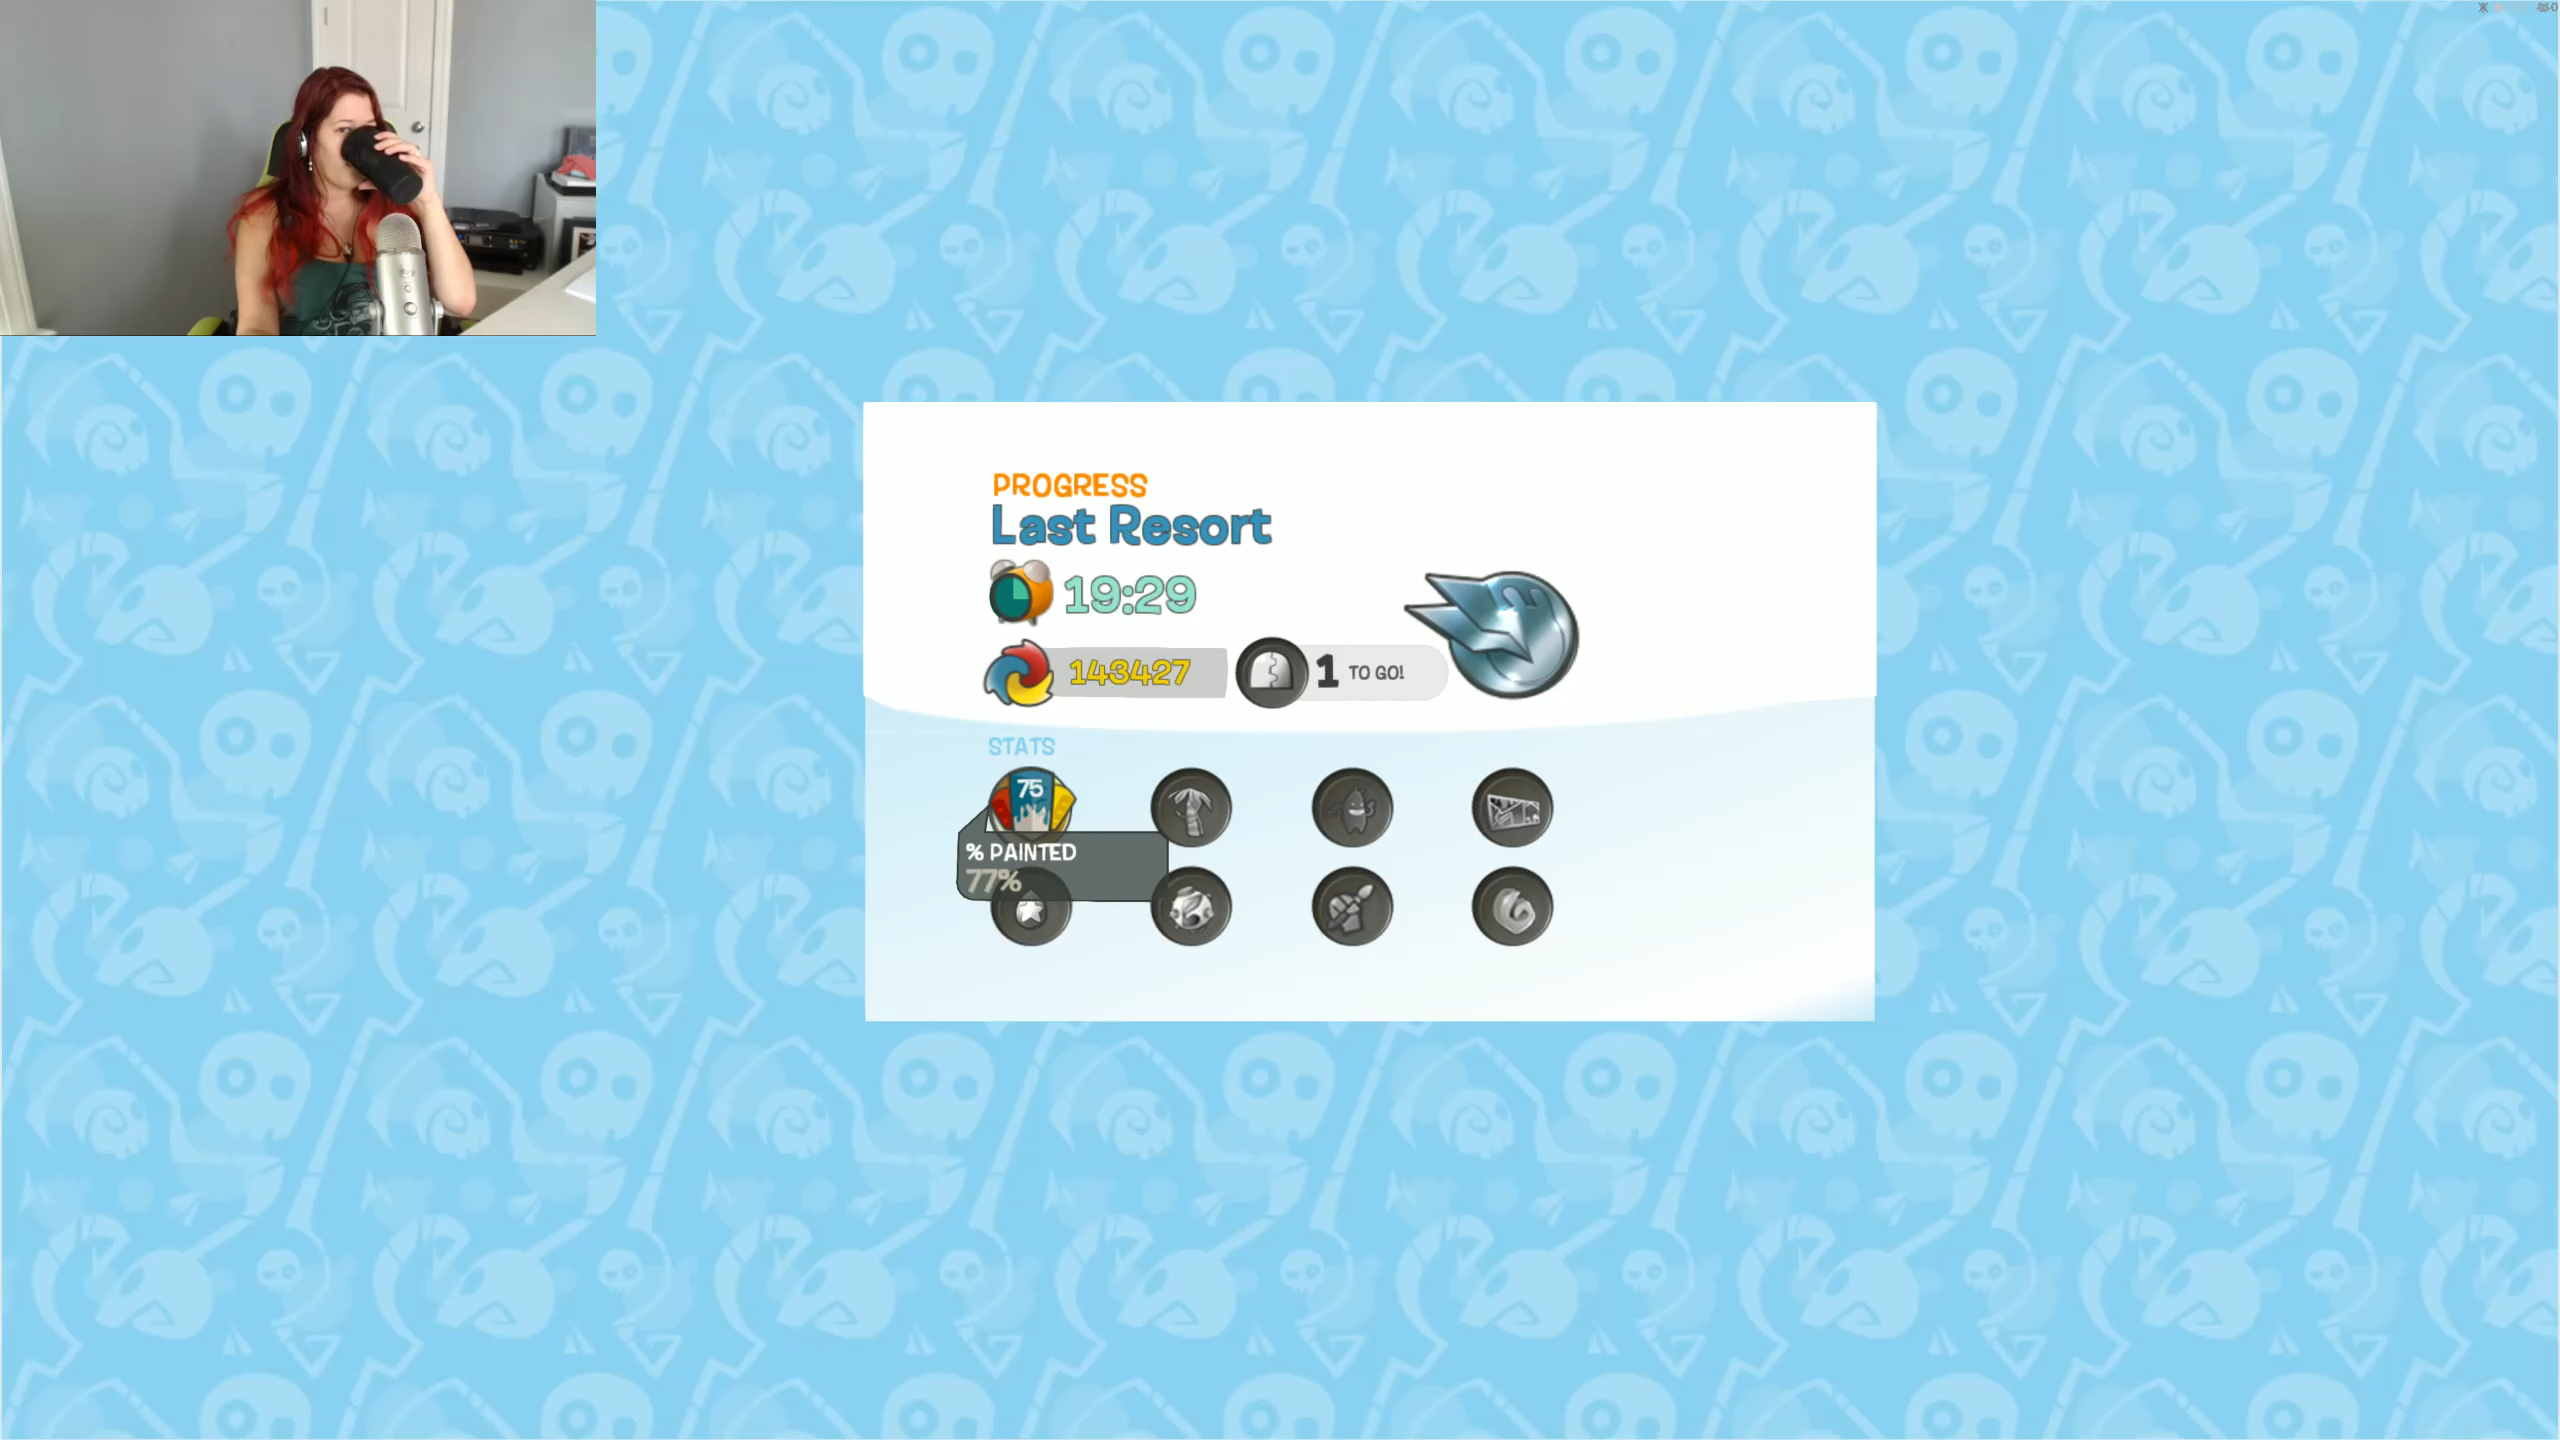 PROGRESS
Last Resort
19:29
143427
1 TO GO!
STATS
75
% PAINTED
77%